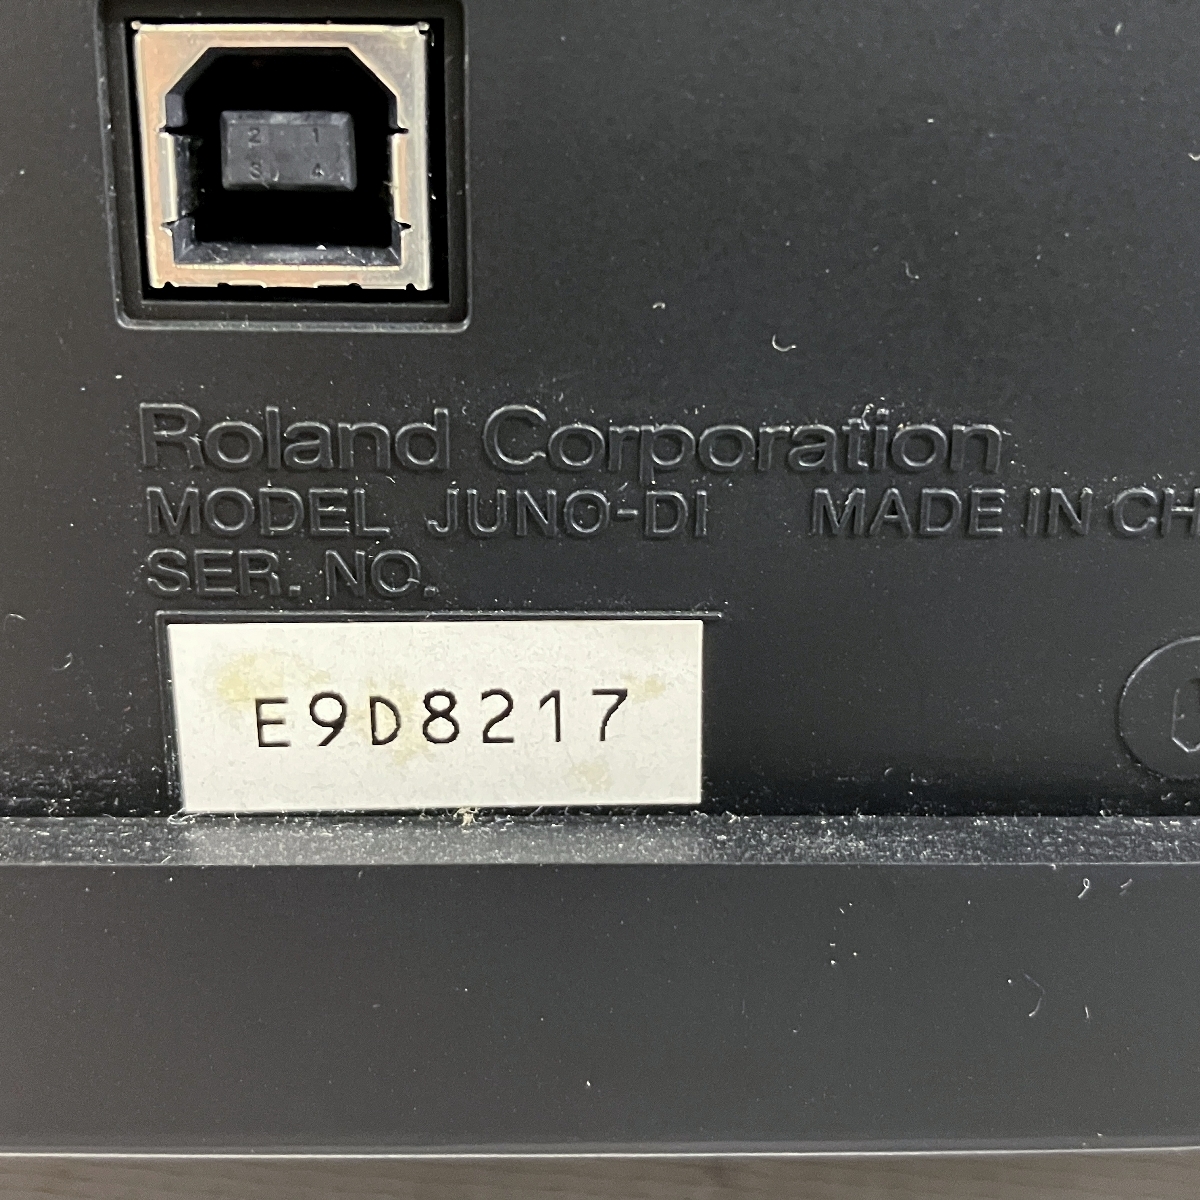 2 1
3 4
Roland Corporation
MODEL JUNO-DI MADE IN CH
SER. NO.
E9D8217